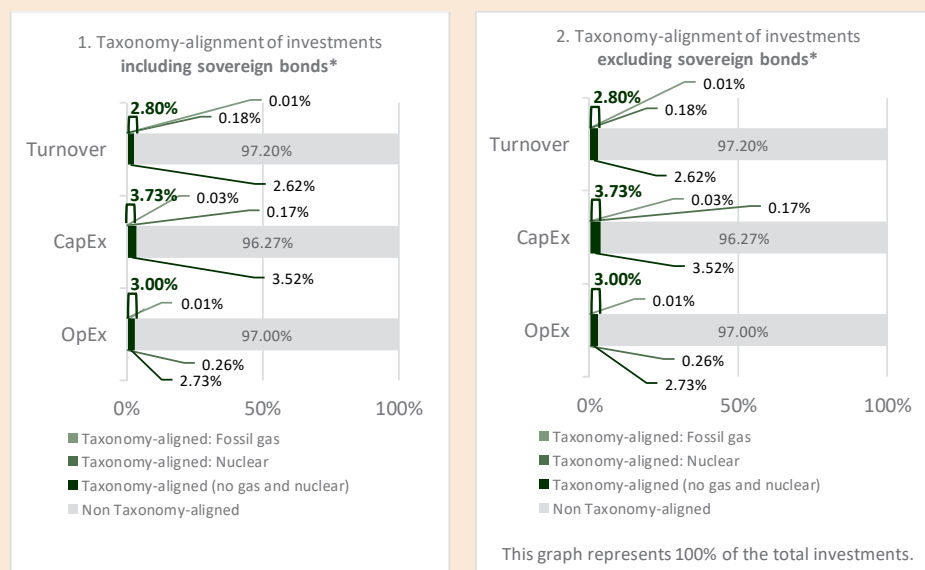 1. Taxonomy-alignment of investments
including sovereign bonds*
2.80%
0.01%
0.18%
Turnover
97.20%
2.62%
3.73%
0.03%
0.17%
CapEx
96.27%
3.52%
3.00%
0.01%
OpEx
97.00%
0.26%
2.73%
0%
50%
100%
Taxonomy-aligned: Fossil gas
Taxonomy-aligned: Nuclear
Taxonomy-aligned (no gas and nuclear)
Non Taxonomy-aligned
2. Taxonomy-alignment of investments
excluding sovereign bonds*
2.80%
0.01%
0.18%
Turnover
97.20%
2.62%
3.73%
0.03%
0.17%
CapEx
96.27%
3.52%
3.00%
0.01%
OpEx
97.00%
0.26%
2.73%
0%
50%
100%
Taxonomy-aligned: Fossil gas
Taxonomy-aligned: Nuclear
Taxonomy-aligned (no gas and nuclear)
Non Taxonomy-aligned
This graph represents 100% of the total investments.